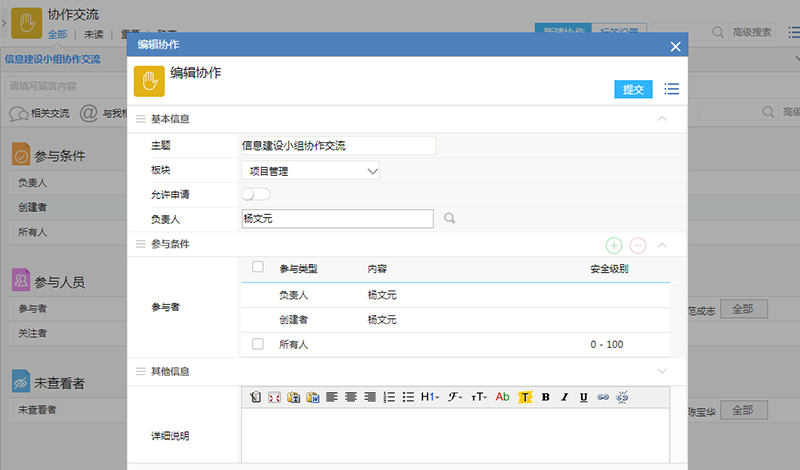 协作交流
全部 | 未读 | 重要
新建协作 标签设置 高级搜索
信息建设小组协作交流
请填写留言内容
相关交流 @ 与我相
高级
参与条件
负责人
创建者
所有人
参与人员
参与者 范成志 全部
关注者
未查看者
未查看者 陈宝华 全部
编辑协作
编辑协作
提交
基本信息
主题 信息建设小组协作交流
板块 项目管理
允许申请
负责人 杨文元
参与条件
参与者
参与类型 内容 安全级别
负责人 杨文元
创建者 杨文元
所有人 0 - 100
其他信息
H1 F TT Ab T B I U
详细说明